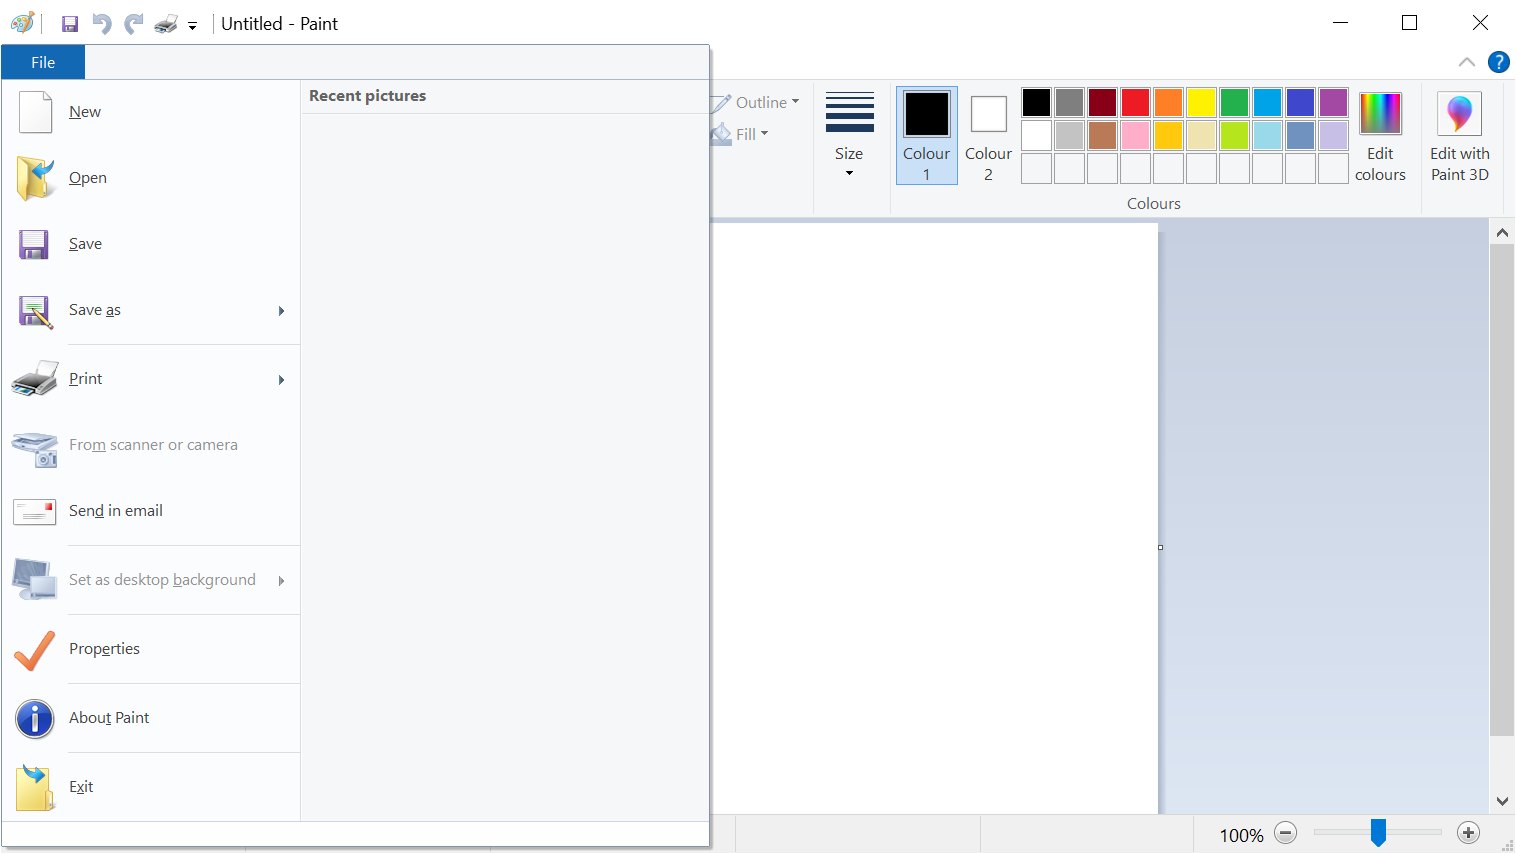 Untitled - Paint
File
?
Recent pictures
New
Open
Save
Save as
Print
From scanner or camera
Send in email
Set as desktop background
Properties
About Paint
Exit
Outline
Fill
Size
Colour
1
Colour
2
Edit
colours
Edit with
Paint 3D
Colours
100%